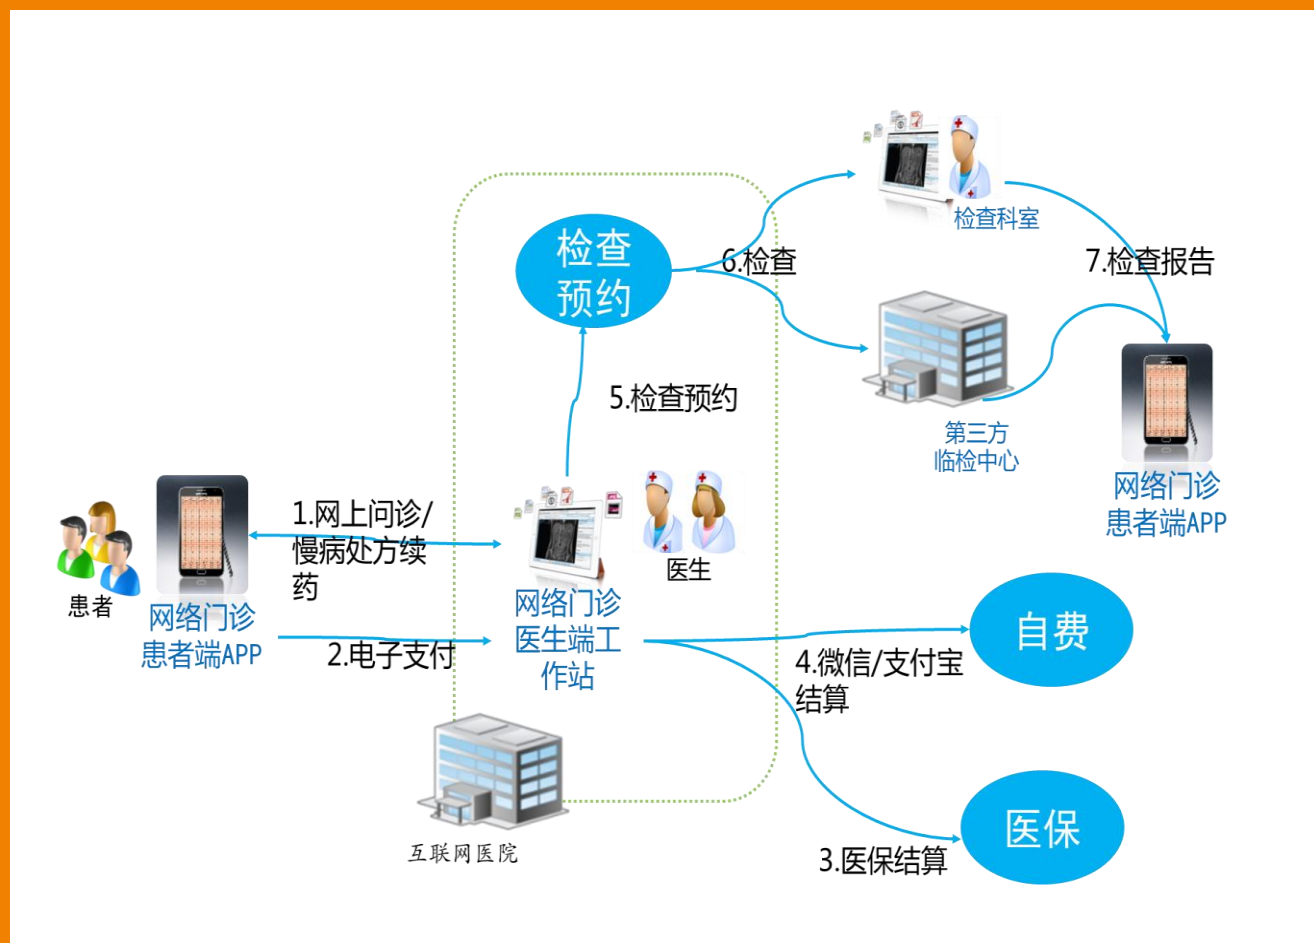 检查
预约
检查科室
6.检查
7.检查报告
5.检查预约
第三方
临检中心
网络门诊
患者端APP
1.网上问诊/
慢病处方续
药
医生
患者
网络门诊
患者端APP
2.电子支付
网络门诊
医生端工
作站
自费
4.微信/支付宝
结算
医保
3.医保结算
互联网医院